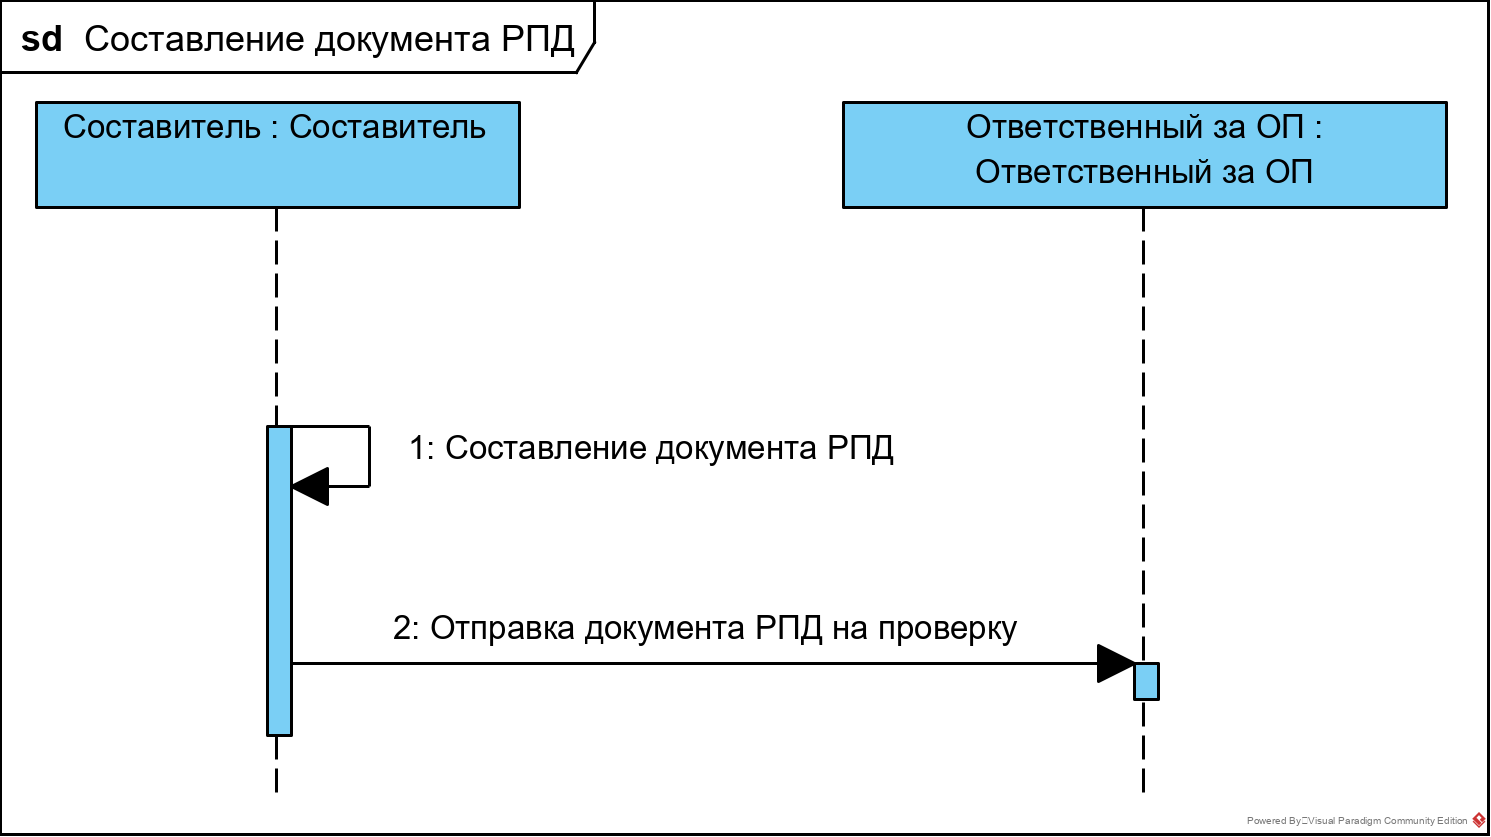 sd Составление документа РПД
Составитель : Составитель
Ответственный за ОП :
Ответственный за ОП
1: Составление документа РПД
2: Отправка документа РПД на проверку
Powered By Visual Paradigm Community Edition